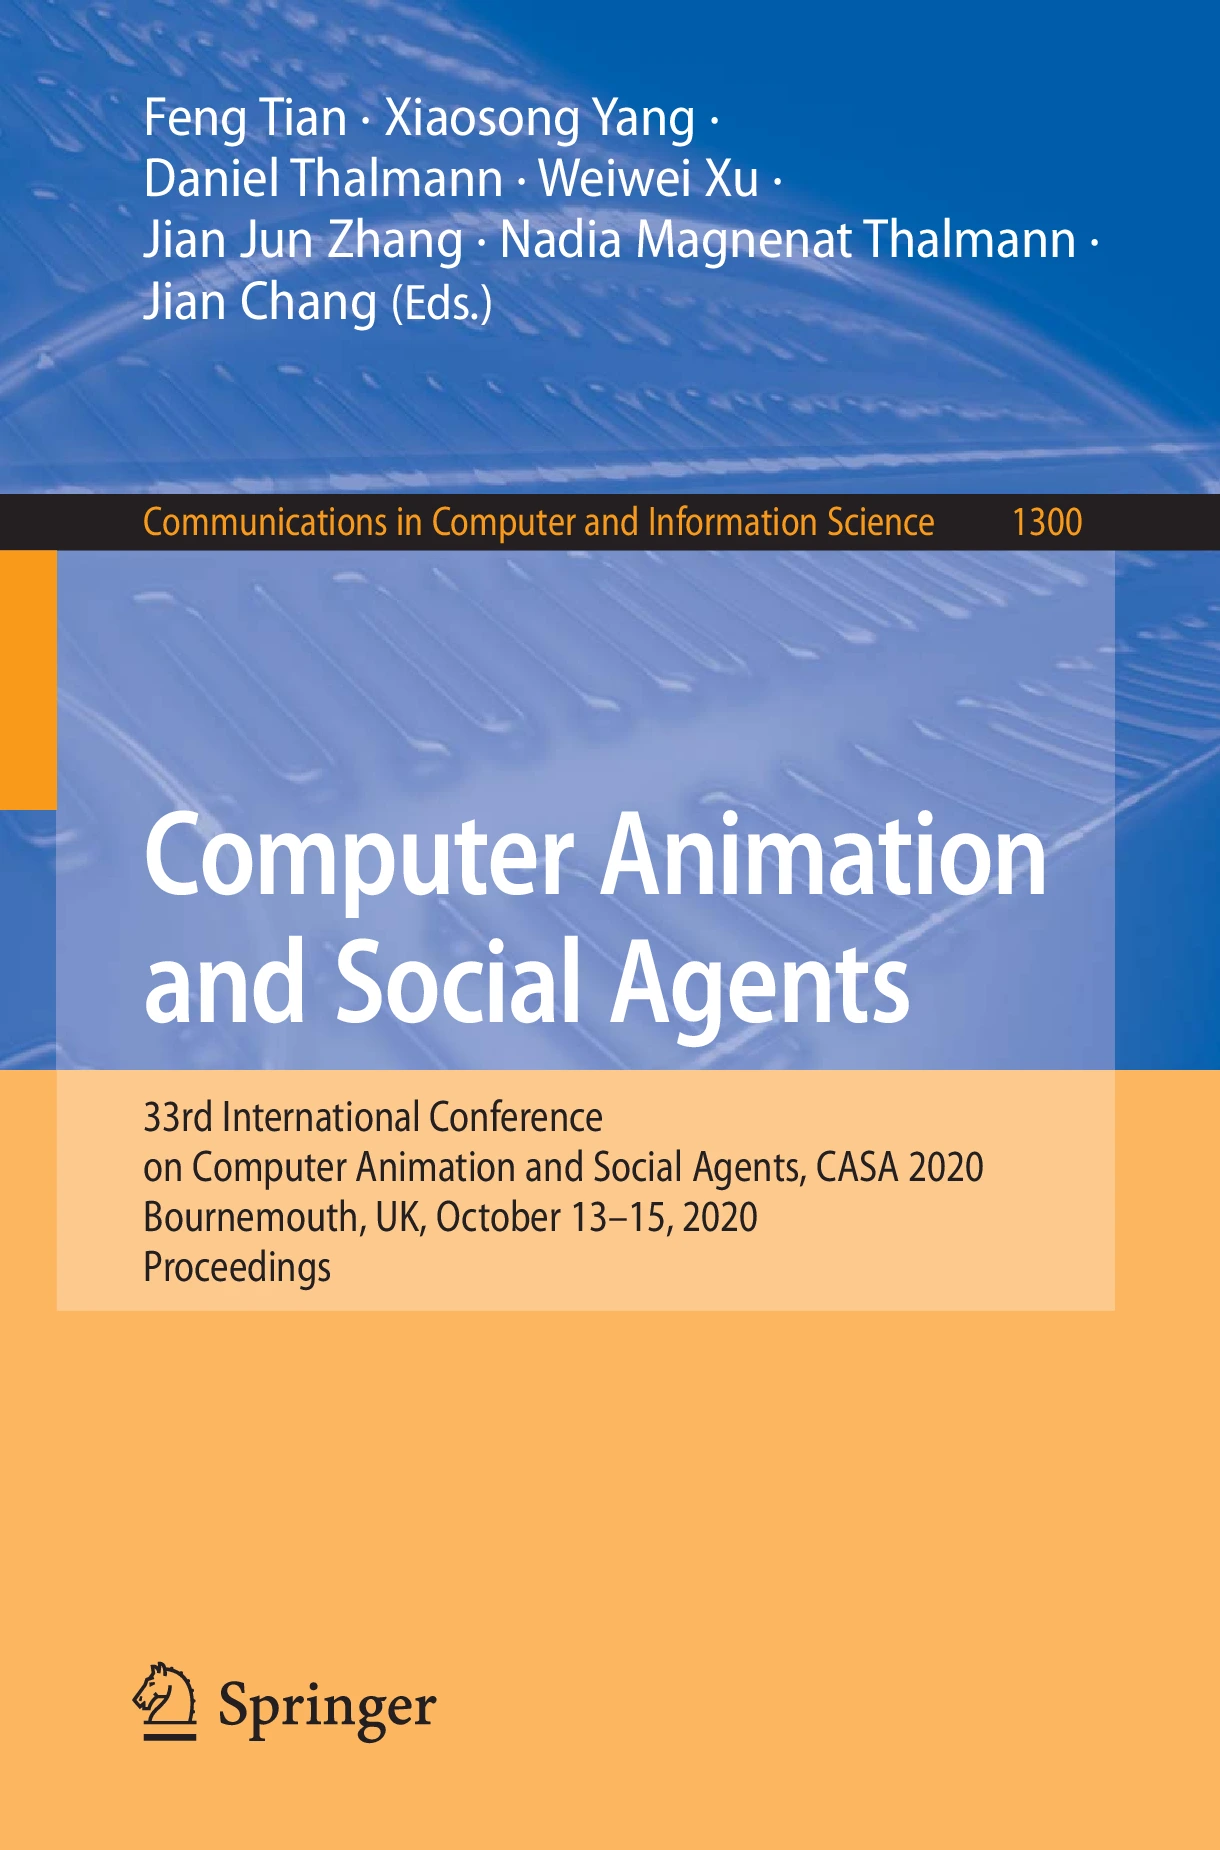 Feng Tian · Xiaosong Yang ·
Daniel Thalmann · Weiwei Xu ·
Jian Jun Zhang · Nadia Magnenat Thalmann ·
Jian Chang (Eds.)
Communications in Computer and Information Science 1300
Computer Animation
and Social Agents
33rd International Conference
on Computer Animation and Social Agents, CASA 2020
Bournemouth, UK, October 13–15, 2020
Proceedings
Springer